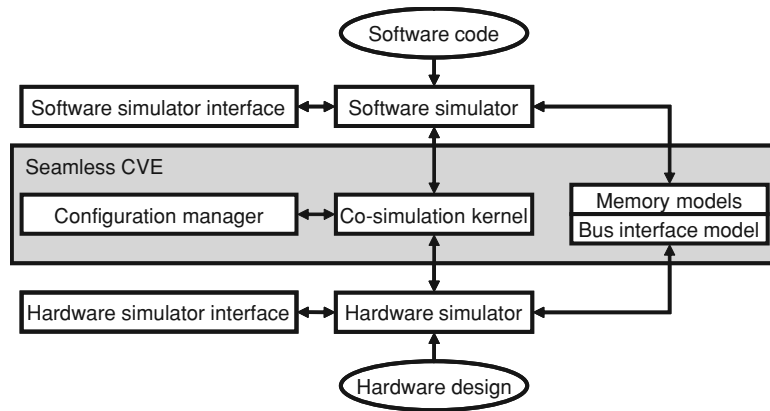 Software code
Software simulator interface
Software simulator
Seamless CVE
Configuration manager
Co-simulation kernel
Memory models
Bus interface model
Hardware simulator interface
Hardware simulator
Hardware design